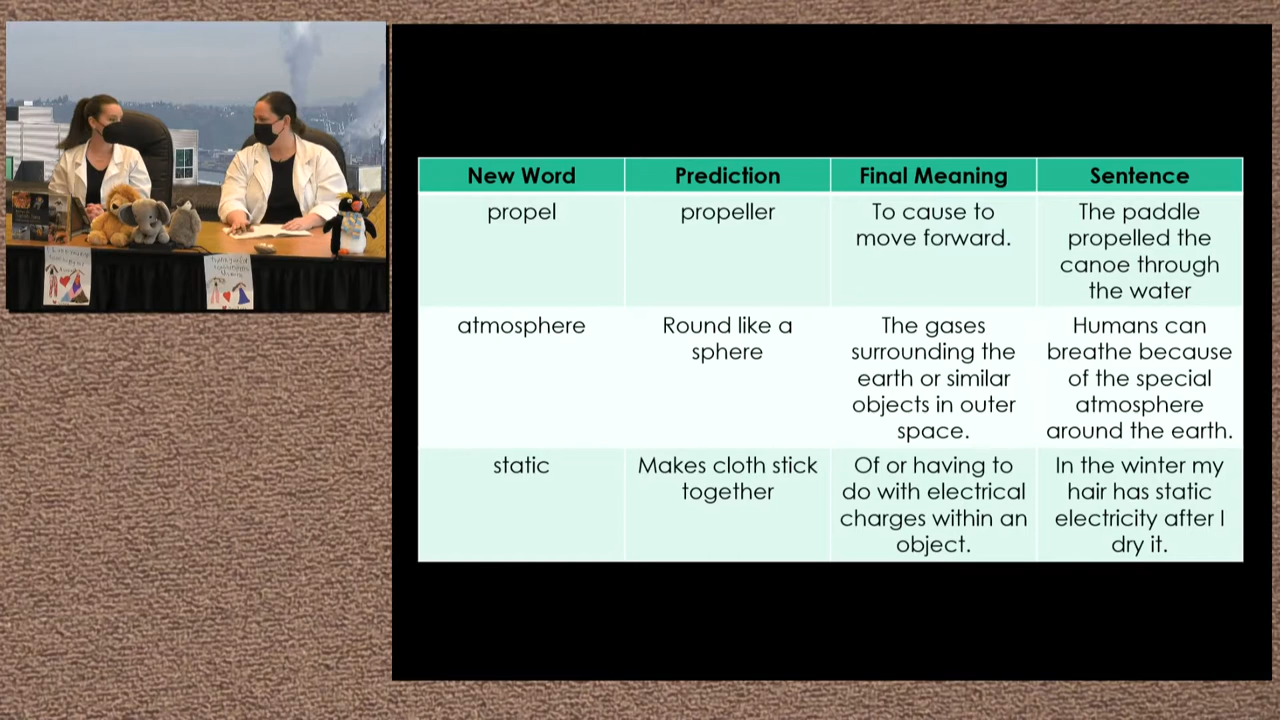 New Word Prediction Final Meaning Sentence
propel
propeller
To cause to
move forward.
The paddle
propelled the
canoe through
the water
atmosphere
Round like a
sphere
The gases
surrounding the
earth or similar
objects in outer
space.
Humans can
breathe because
of the special
atmosphere
around the earth.
static
Makes cloth stick
together
Of or having to
do with electrical
charges within an
object.
In the winter my
hair has static
electricity after I
dry it.